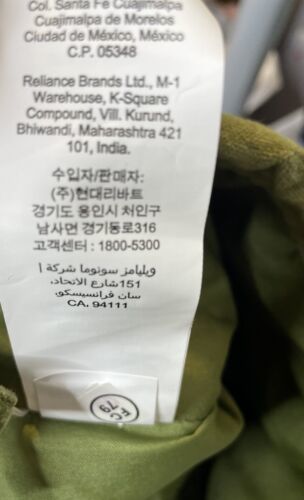 Col. Santa Fe Cuajimalpa
Cuajimalpa de Morelos
Ciudad de México, México
C.P. 05348
Reliance Brands Ltd., M-1
Warehouse, K-Square
Compound, Vill. Kurund,
Bhiwandi, Maharashtra 421
101, India.
수입자/판매자:
(주)현대리바트
경기도 용인시 처인구
남사면 경기동로316
고객센터 : 1800-5300
ويليامز سونوما شركة |
151شارع الاتحاد،
سان فرانسيسكو،
CA. 94111
FC
79